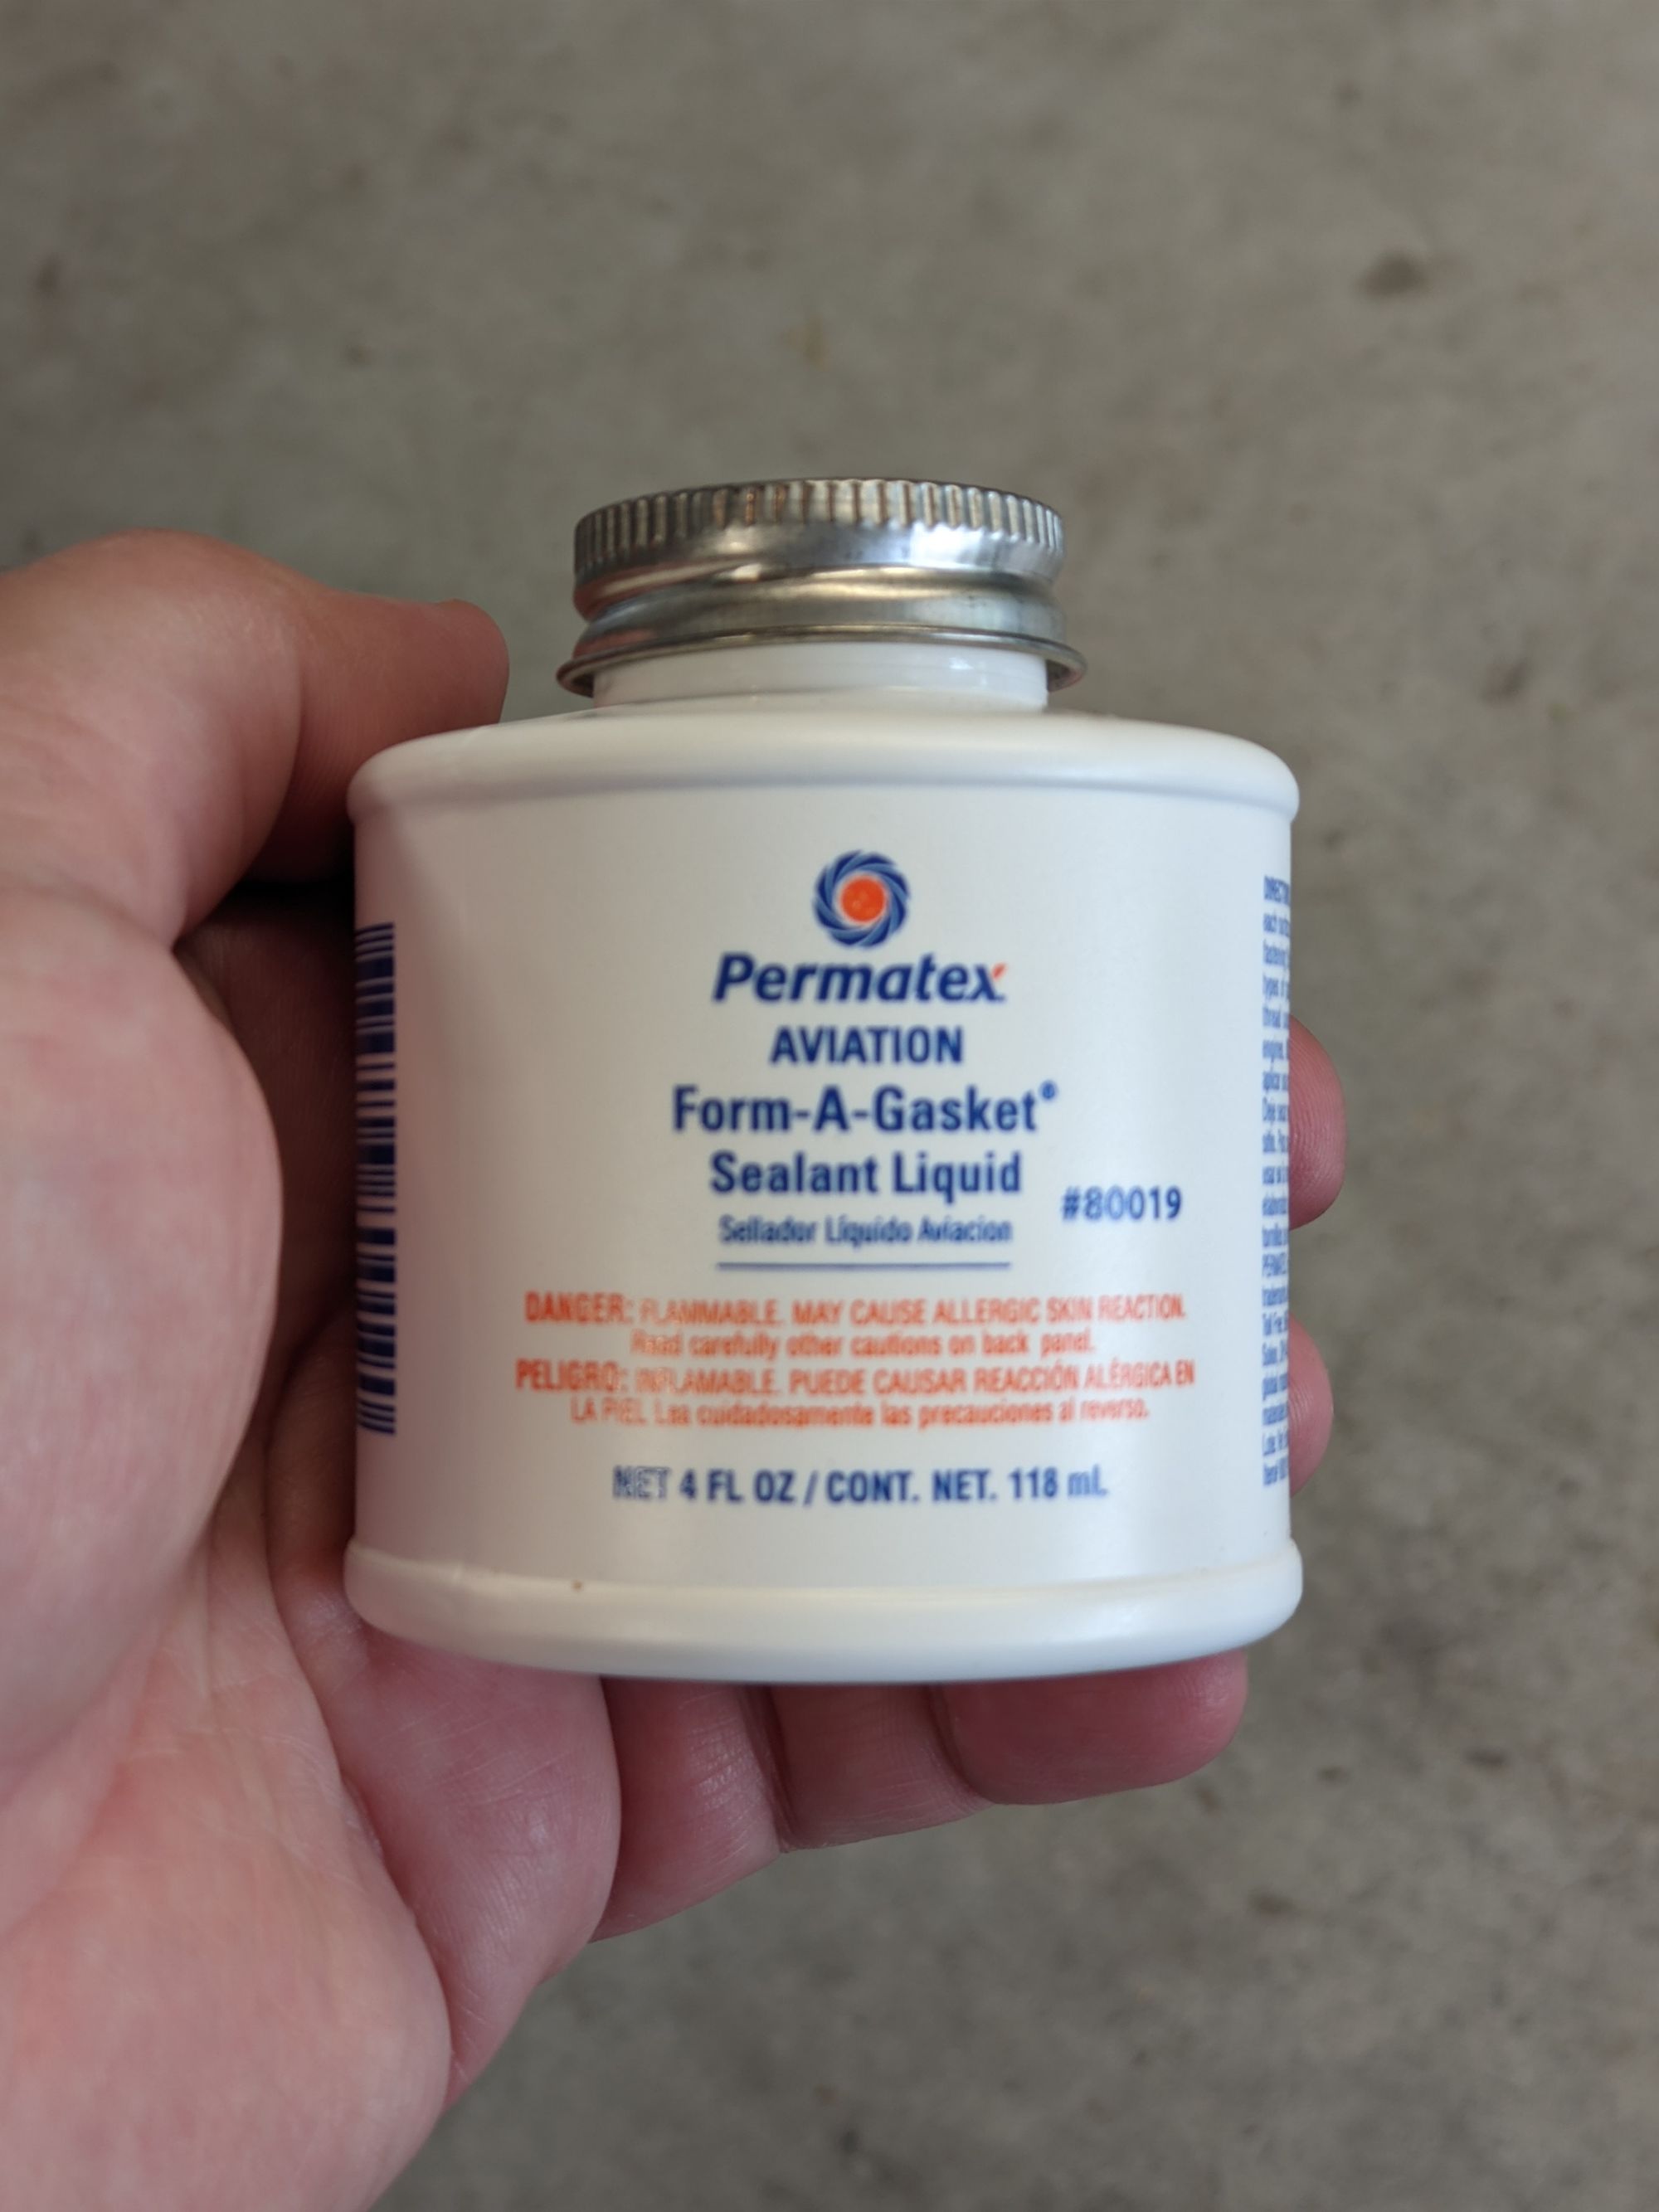 Permatex
AVIATION
Form-A-Gasket®
Sealant Liquid
#80019
Sellador Líquido Aviacion
DANGER: FLAMMABLE. MAY CAUSE ALLERGIC SKIN REACTION.
Read carefully other cautions on back panel.
PELIGRO: INFLAMABLE. PUEDE CAUSAR REACCIÓN ALÉRGICA EN
LA PIEL Lea cuidadosamente las precauciones al reverso.
NET 4 FL OZ / CONT. NET. 118 mL